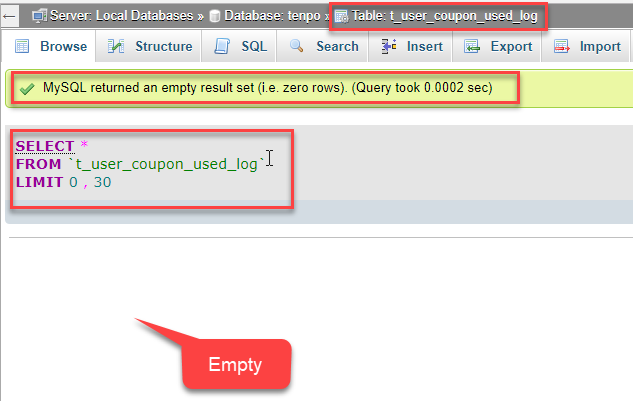 ← Server: Local Databases » Database: tenpo » Table: t_user_coupon_used_log
Browse Structure SQL Search Insert Export Import
MySQL returned an empty result set (i.e. zero rows). (Query took 0.0002 sec)
SELECT *
FROM `t_user_coupon_used_log`
LIMIT 0 , 30
Empty